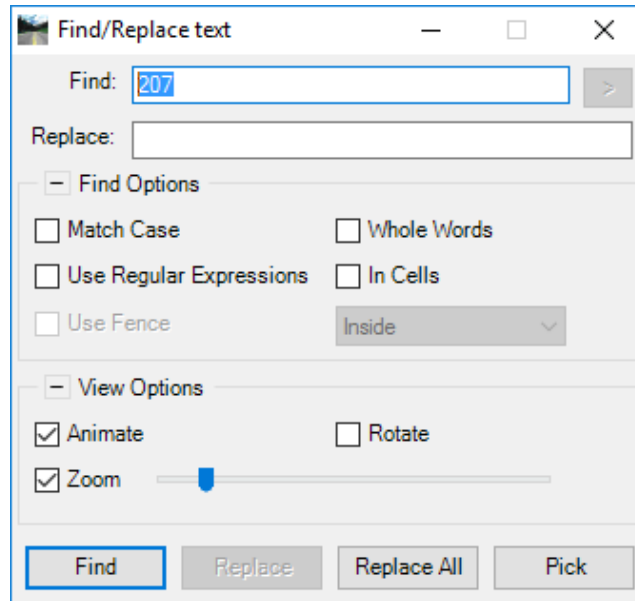 Find/Replace text
Find: 207 >
Replace:
Find Options
Match Case Whole Words
Use Regular Expressions In Cells
Use Fence Inside
View Options
Animate Rotate
Zoom
Find Replace Replace All Pick